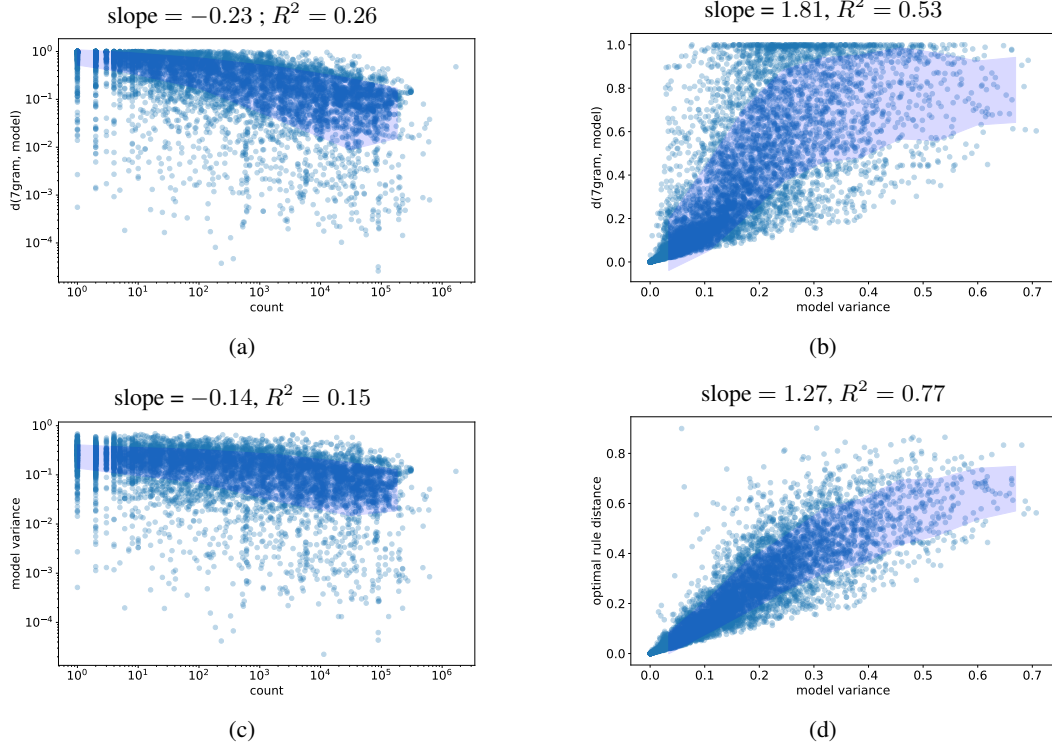 slope = −0.23 ; R² = 0.26
10⁰
10⁻¹
10⁻²
10⁻³
10⁻⁴
d(7gram, model)
10⁰ 10¹ 10² 10³ 10⁴ 10⁵ 10⁶
count
(a)
slope = 1.81, R² = 0.53
1.0
0.8
0.6
0.4
0.2
0.0
d(7gram, model)
0.0 0.1 0.2 0.3 0.4 0.5 0.6 0.7
model variance
(b)
slope = −0.14, R² = 0.15
10⁰
10⁻¹
10⁻²
10⁻³
10⁻⁴
model variance
10⁰ 10¹ 10² 10³ 10⁴ 10⁵ 10⁶
count
(c)
slope = 1.27, R² = 0.77
0.8
0.6
0.4
0.2
0.0
optimal rule distance
0.0 0.1 0.2 0.3 0.4 0.5 0.6 0.7
model variance
(d)